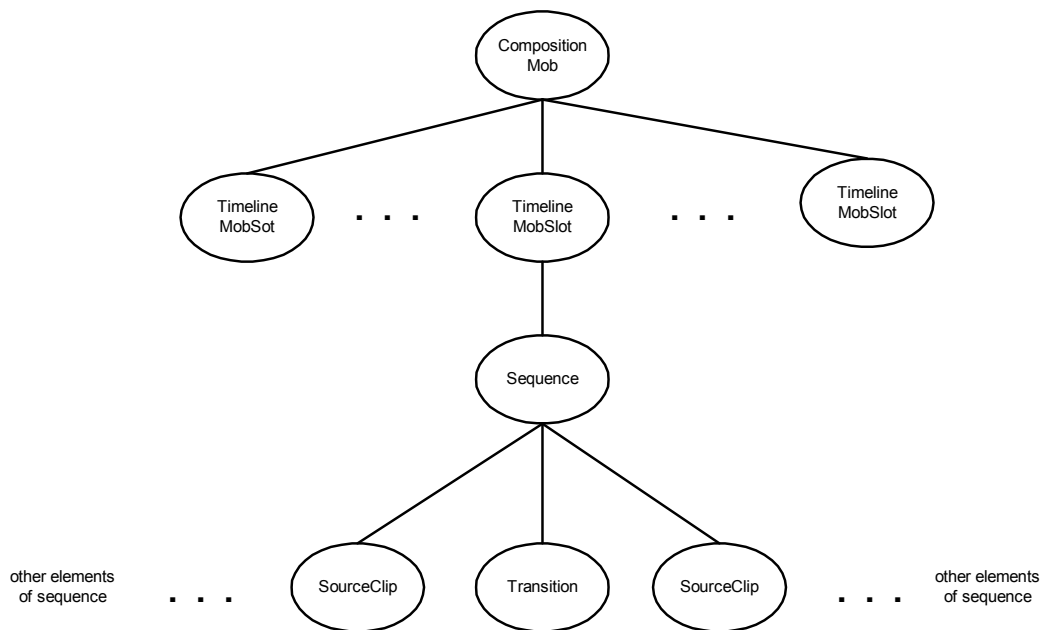 Composition
Mob
Timeline
MobSot
. . .
Timeline
MobSlot
. . .
Timeline
MobSlot
Sequence
other elements
of sequence
. . .
SourceClip
Transition
SourceClip
. . .
other elements
of sequence